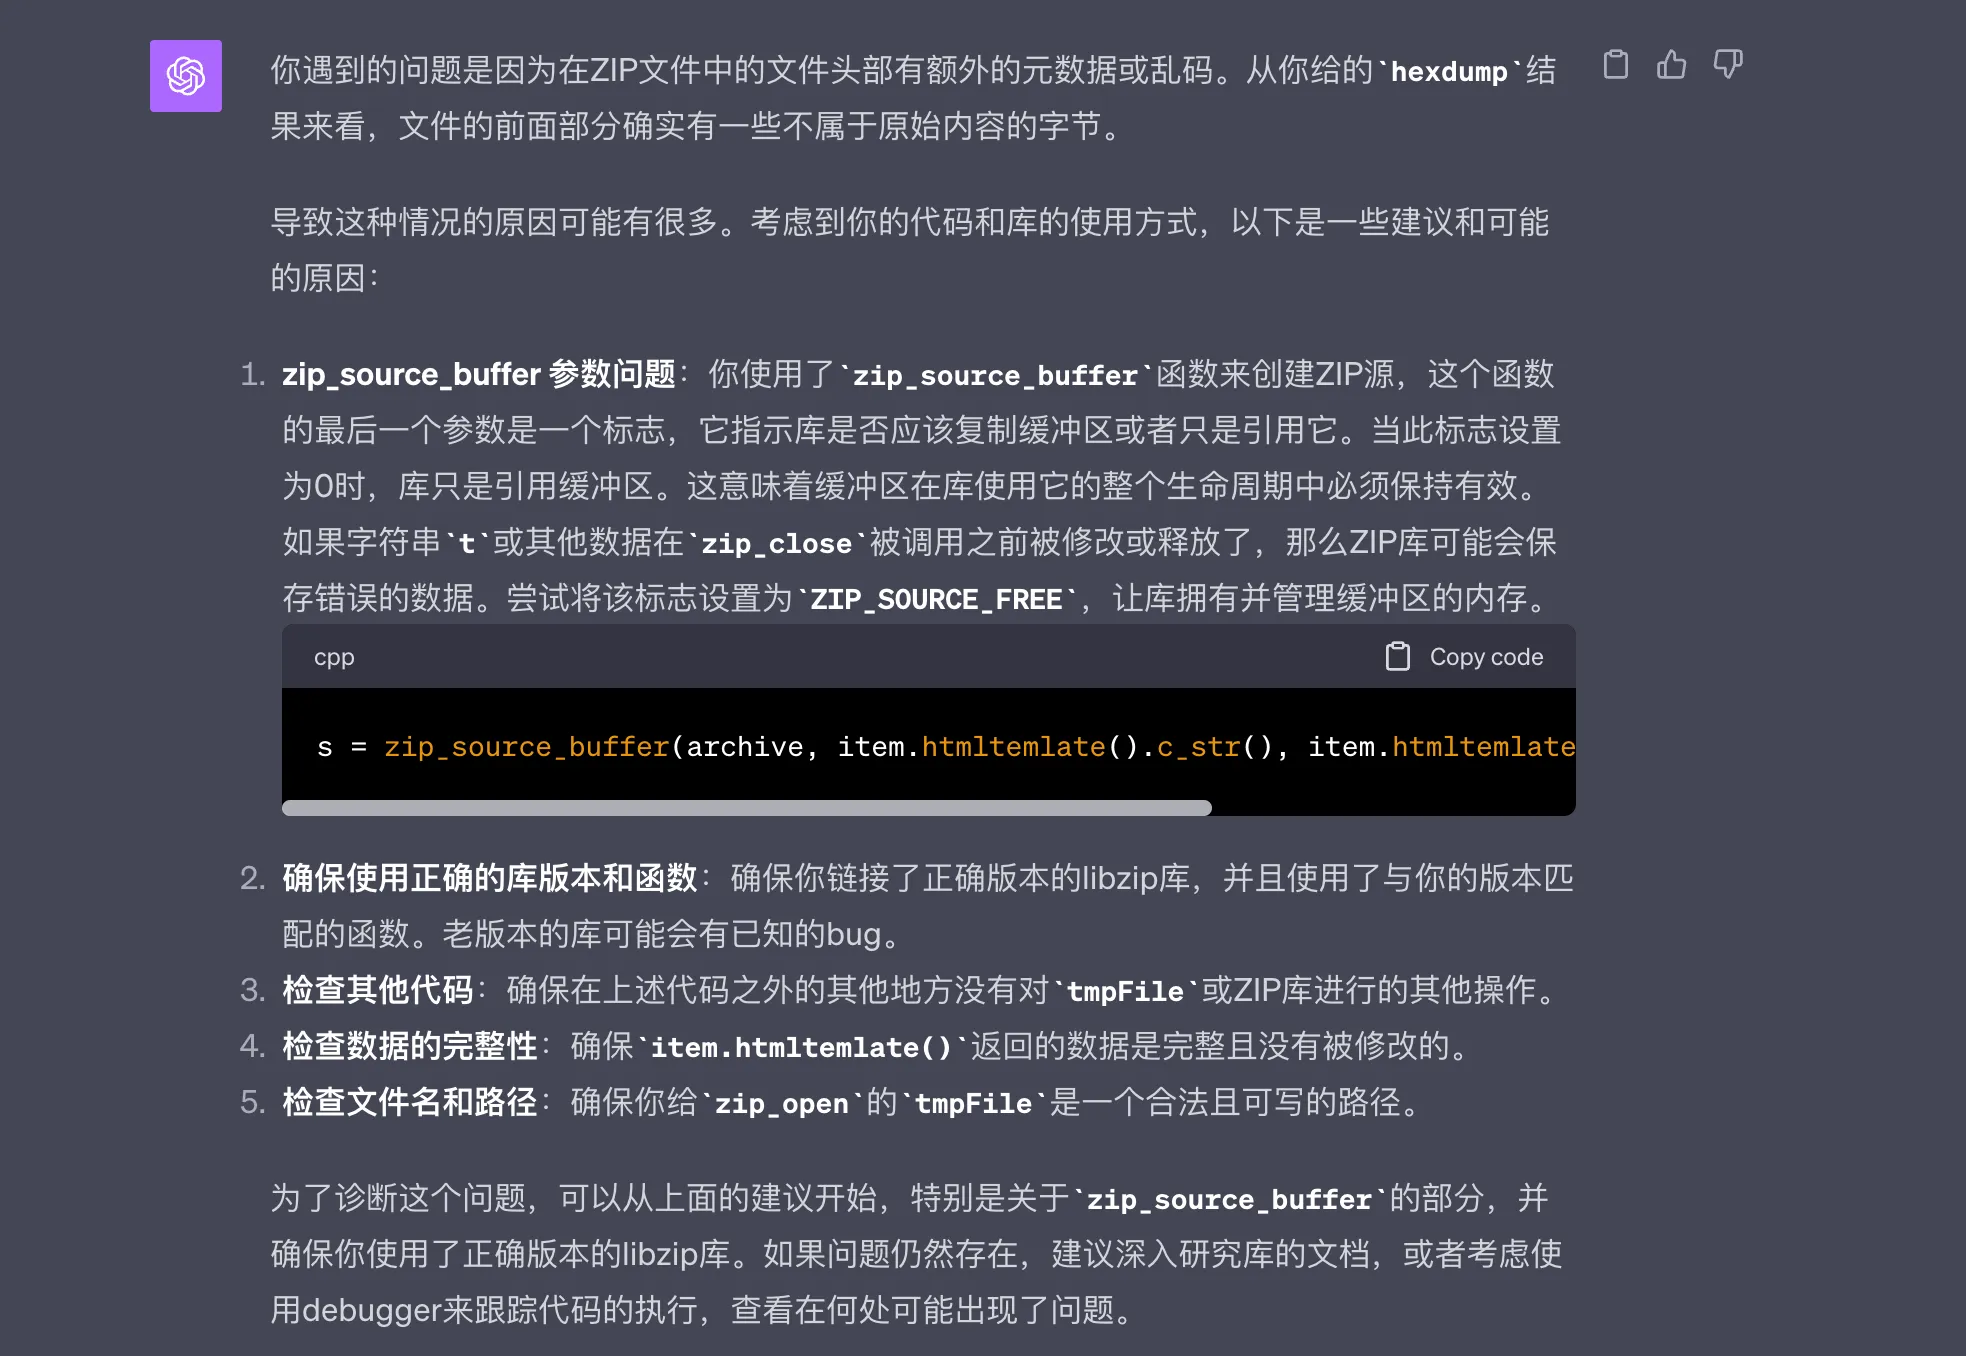 你遇到的问题是因为在ZIP文件中的文件头部有额外的元数据或乱码。从你给的`hexdump`结
果来看，文件的前面部分确实有一些不属于原始内容的字节。
导致这种情况的原因可能有很多。考虑到你的代码和库的使用方式，以下是一些建议和可能
的原因：
1. zip_source_buffer 参数问题：你使用了`zip_source_buffer`函数来创建ZIP源，这个函数
的最后一个参数是一个标志，它指示库是否应该复制缓冲区或者只是引用它。当此标志设置
为0时，库只是引用缓冲区。这意味着缓冲区在库使用它的整个生命周期中必须保持有效。
如果字符串`t`或其他数据在`zip_close`被调用之前被修改或释放了，那么ZIP库可能会保
存错误的数据。尝试将该标志设置为`ZIP_SOURCE_FREE`，让库拥有并管理缓冲区的内存。
cpp Copy code
s = zip_source_buffer(archive, item.htmltemlate().c_str(), item.htmltemlate
2. 确保使用正确的库版本和函数：确保你链接了正确版本的libzip库，并且使用了与你的版本匹
配的函数。老版本的库可能会有已知的bug。
3. 检查其他代码：确保在上述代码之外的其他地方没有对`tmpFile`或ZIP库进行的其他操作。
4. 检查数据的完整性：确保`item.htmltemlate()`返回的数据是完整且没有被修改的。
5. 检查文件名和路径：确保你给`zip_open`的`tmpFile`是一个合法且可写的路径。
为了诊断这个问题，可以从上面的建议开始，特别是关于`zip_source_buffer`的部分，并
确保你使用了正确版本的libzip库。如果问题仍然存在，建议深入研究库的文档，或者考虑使
用debugger来跟踪代码的执行，查看在何处可能出现了问题。